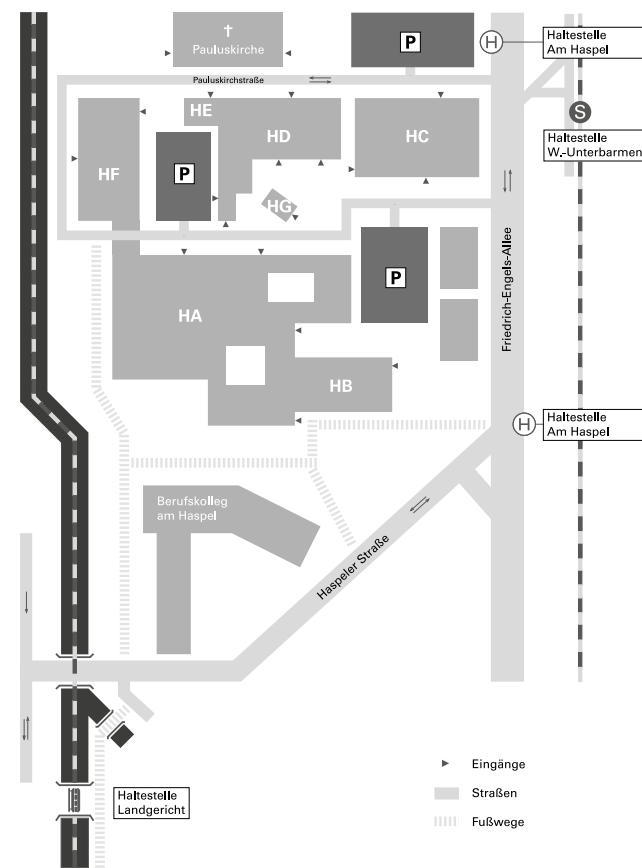 Pauluskirche
P
H
Haltestelle
Am Haspel
Pauluskirchstraße
S
Haltestelle
W.-Unterbarmen
HE
HD
HC
HF
P
HG
P
Friedrich-Engels-Allee
HA
HB
H
Haltestelle
Am Haspel
Berufskolleg
am Haspel
Haspeler Straße
Haltestelle
Landgericht
Eingänge
Straßen
Fußwege